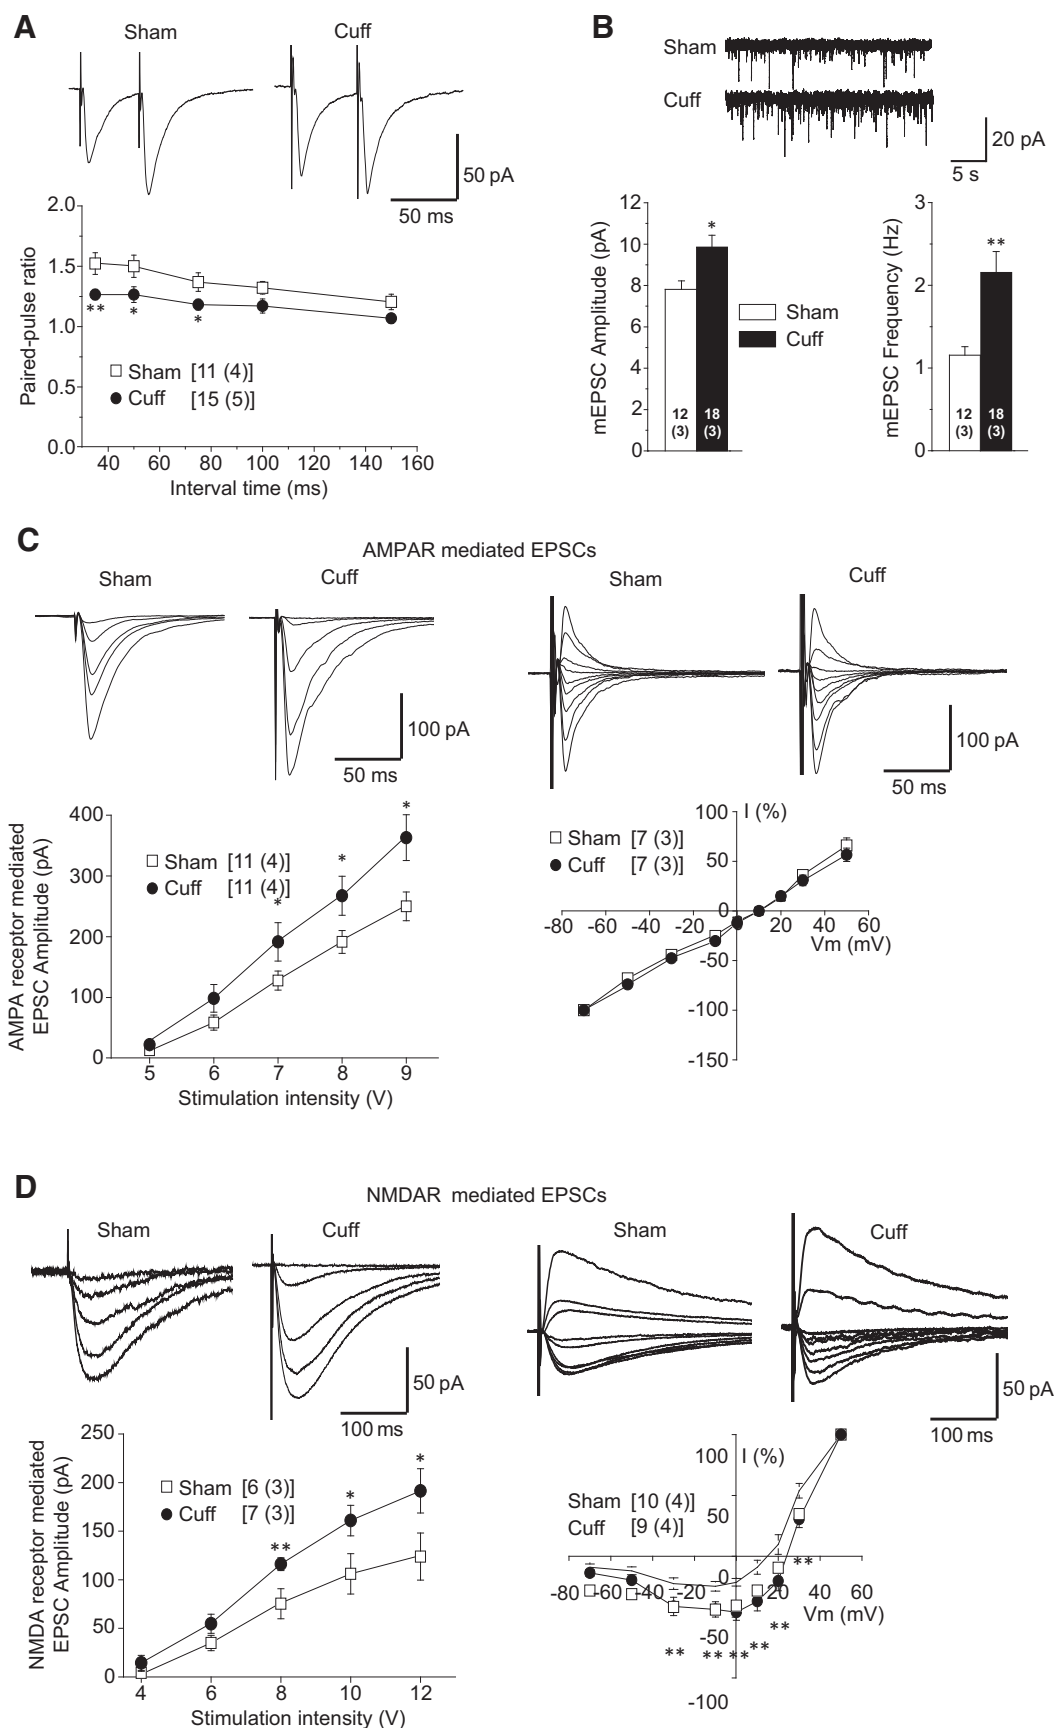 A
Sham
Cuff
50 pA
50 ms
2.0
1.5
1.0
0.5
0.0
Paired-pulse ratio
** * *
Sham [11 (4)]
Cuff [15 (5)]
40 60 80 100 120 140 160
Interval time (ms)
B
Sham
Cuff
20 pA
5 s
12
10
8
6
4
2
0
mEPSC Amplitude (pA)
*
12 (3)
18 (3)
Sham
Cuff
3
2
1
0
mEPSC Frequency (Hz)
**
12 (3)
18 (3)
C
AMPAR mediated EPSCs
Sham
Cuff
100 pA
50 ms
Sham
Cuff
100 pA
50 ms
400
300
200
100
0
AMPA receptor mediated
EPSC Amplitude (pA)
Sham [11 (4)]
Cuff [11 (4)]
* * *
5 6 7 8 9
Stimulation intensity (V)
100
50
0
-50
-100
-150
I (%)
Sham [7 (3)]
Cuff [7 (3)]
-80 -60 -40 -20 20 40 60
Vm (mV)
D
NMDAR mediated EPSCs
Sham
Cuff
50 pA
100 ms
Sham
Cuff
50 pA
100 ms
250
200
150
100
50
0
NMDA receptor mediated
EPSC Amplitude (pA)
Sham [6 (3)]
Cuff [7 (3)]
** * *
4 6 8 10 12
Stimulation intensity (V)
100
50
0
-50
-100
I (%)
Sham [10 (4)]
Cuff [9 (4)]
-80 -60 -40 -20 20 40 60
Vm (mV)
** ** ** ** ** **